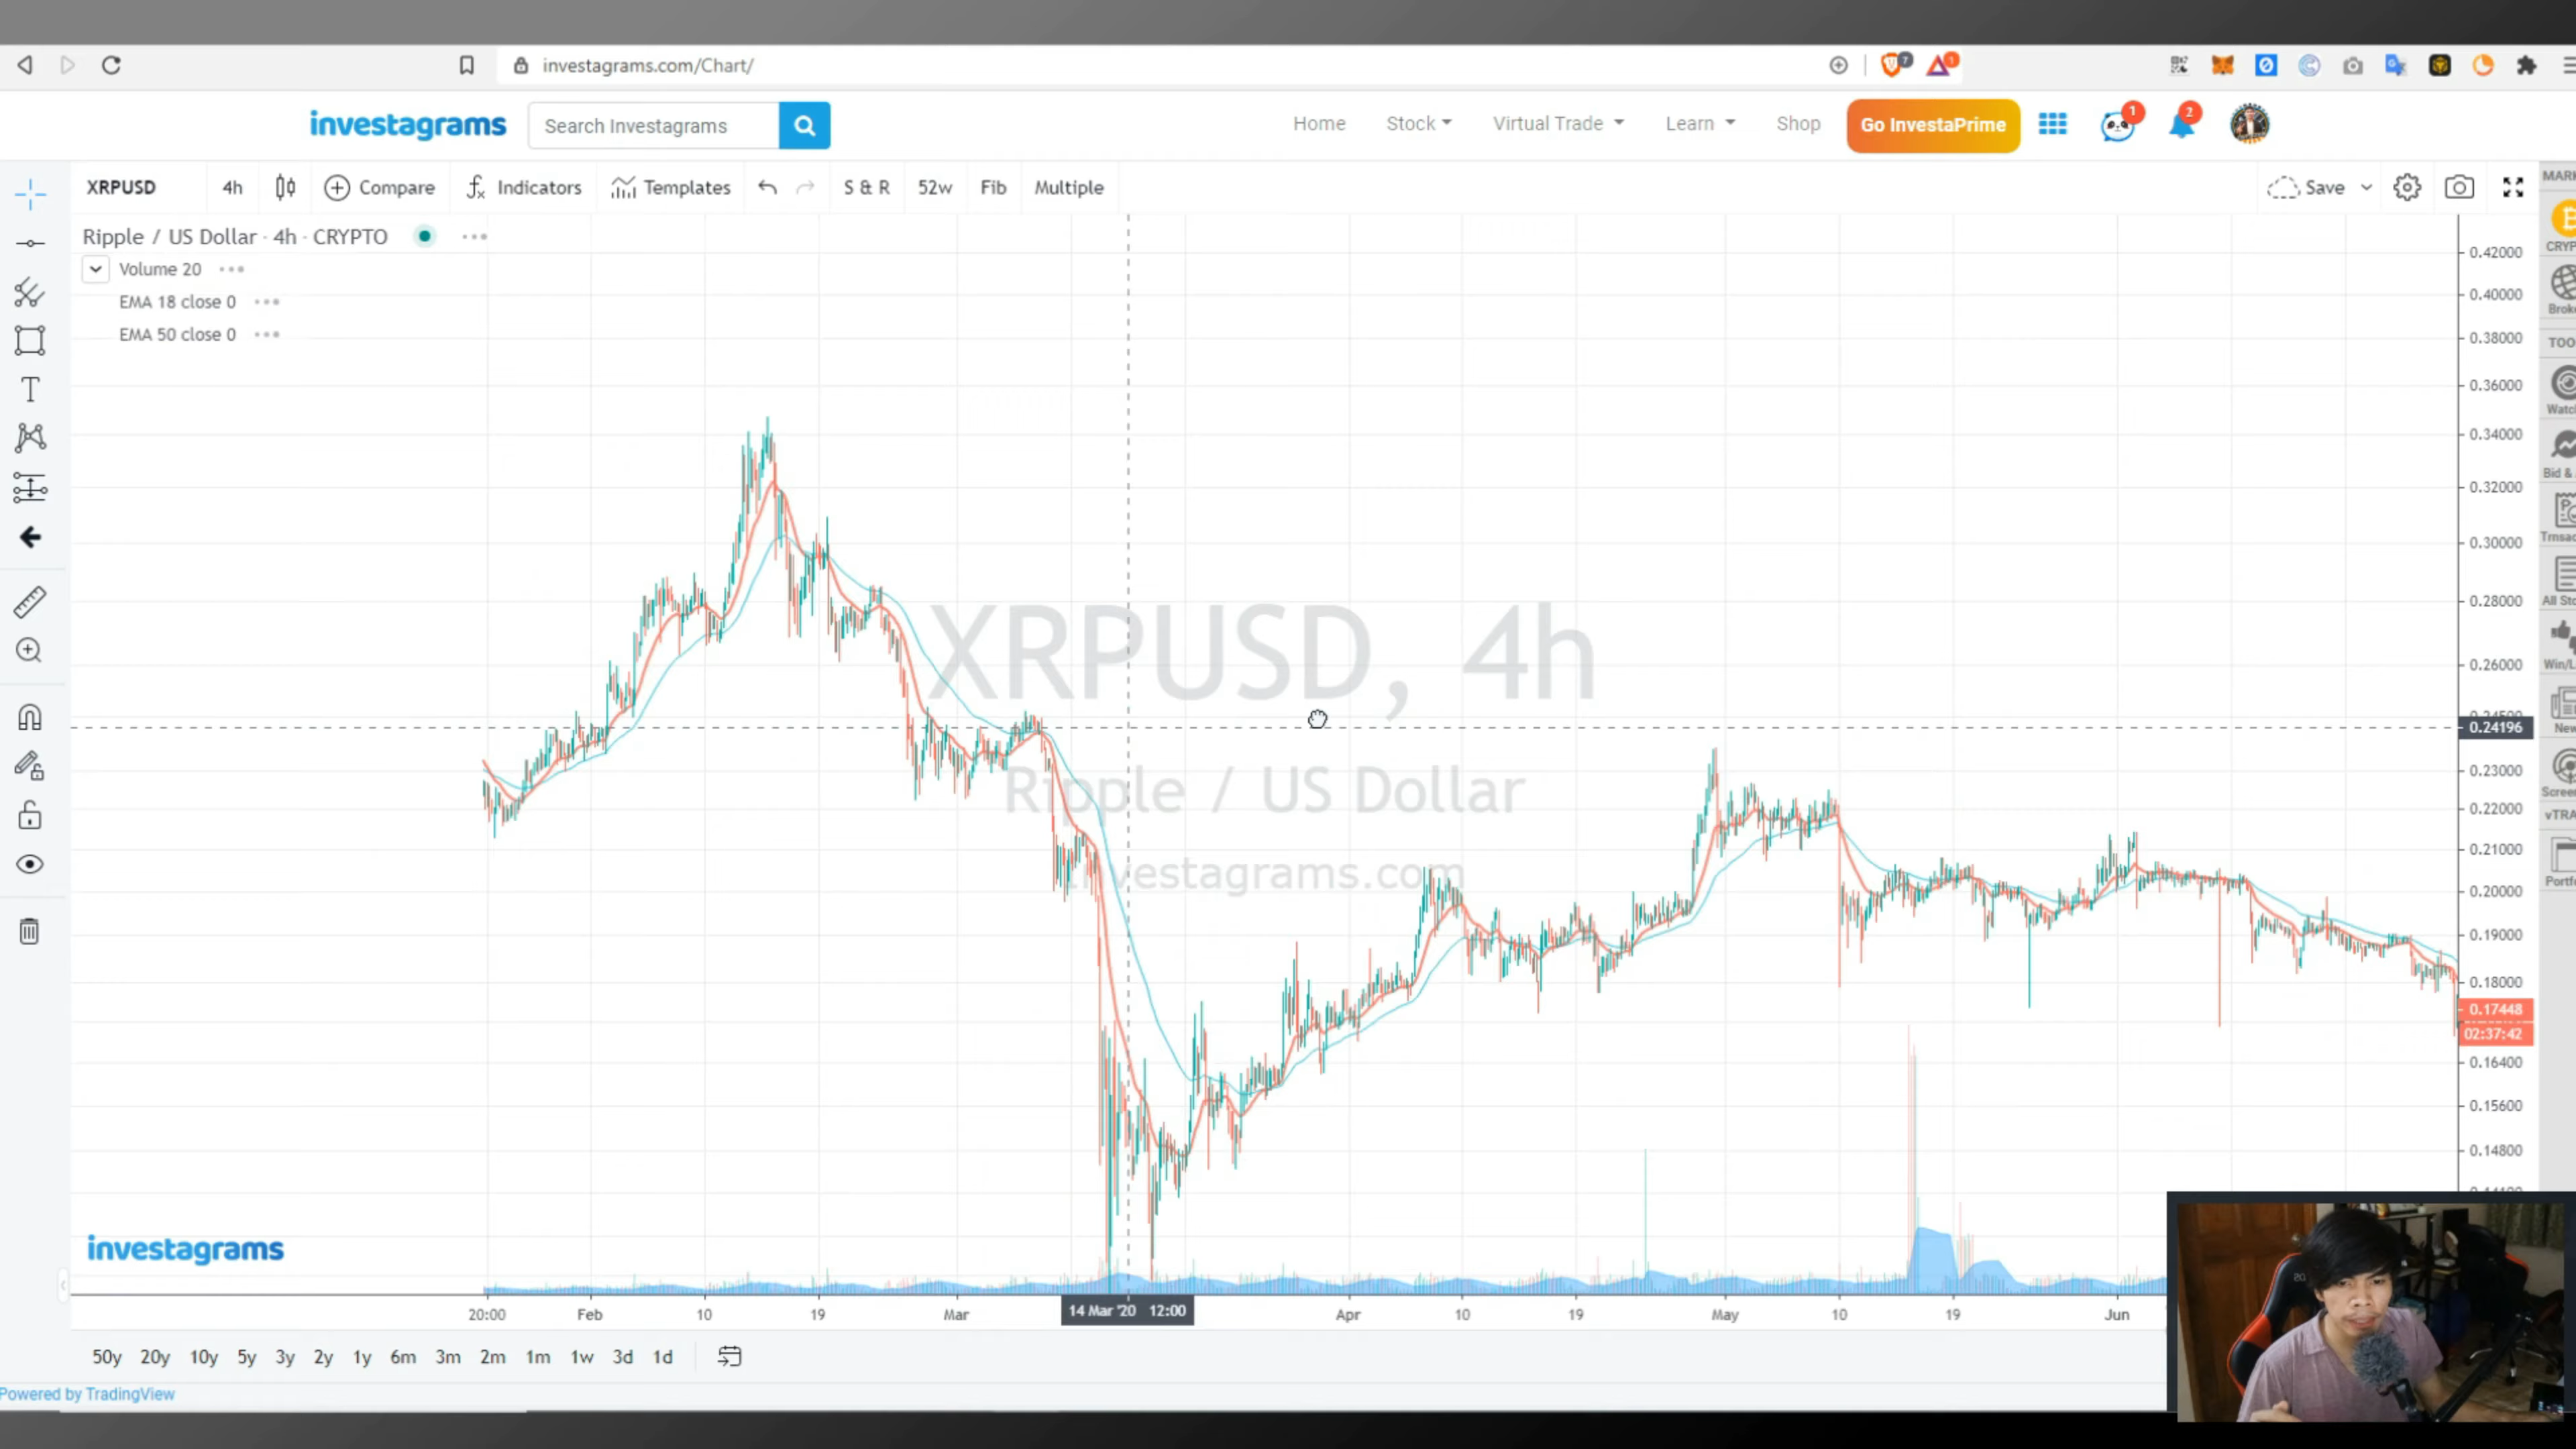 investagrams.com/Chart/
7
1
investagrams
Search Investagrams
Home
Stock
Virtual Trade
Learn
Shop
Go InvestaPrime
1
2
XRPUSD
4h
Compare
Indicators
Templates
S & R
52w
Fib
Multiple
Save
Ripple / US Dollar · 4h · CRYPTO
Volume 20
EMA 18 close 0
EMA 50 close 0
XRPUSD, 4h
Ripple / US Dollar
investagrams.com
0.42000
0.40000
0.38000
0.36000
0.34000
0.32000
0.30000
0.28000
0.26000
0.24196
0.23000
0.22000
0.21000
0.20000
0.19000
0.18000
0.17448
02:37:42
0.16400
0.15600
0.14800
investagrams
20:00
Feb
10
19
Mar
14 Mar '20 12:00
Apr
10
19
May
10
19
Jun
50y 20y 10y 5y 3y 2y 1y 6m 3m 2m 1m 1w 3d 1d
Powered by TradingView